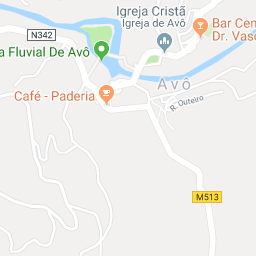 Igreja Cristã
Igreja de Avô
Bar Cen
Dr. Vasc
N342
a Fluvial De Avô
Avô
R. Outeiro
Café - Paderia
M513